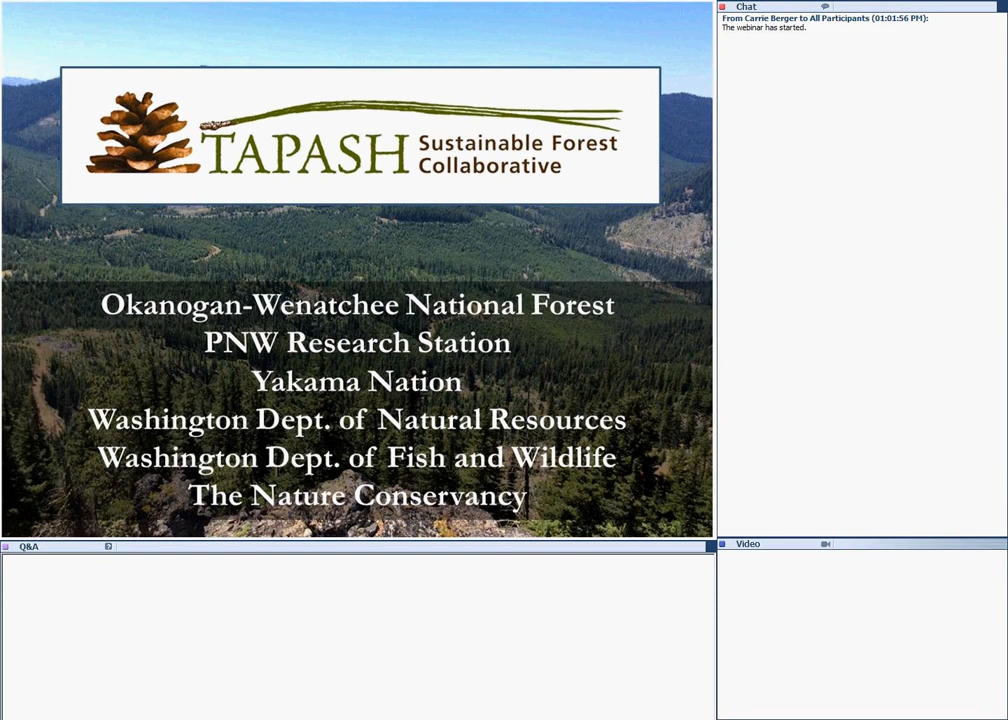 TAPASH Sustainable Forest
Collaborative
Okanogan-Wenatchee National Forest
PNW Research Station
Yakama Nation
Washington Dept. of Natural Resources
Washington Dept. of Fish and Wildlife
The Nature Conservancy
Chat
From Carrie Berger to All Participants (01:01:56 PM):
The webinar has started.
Q&A
Video